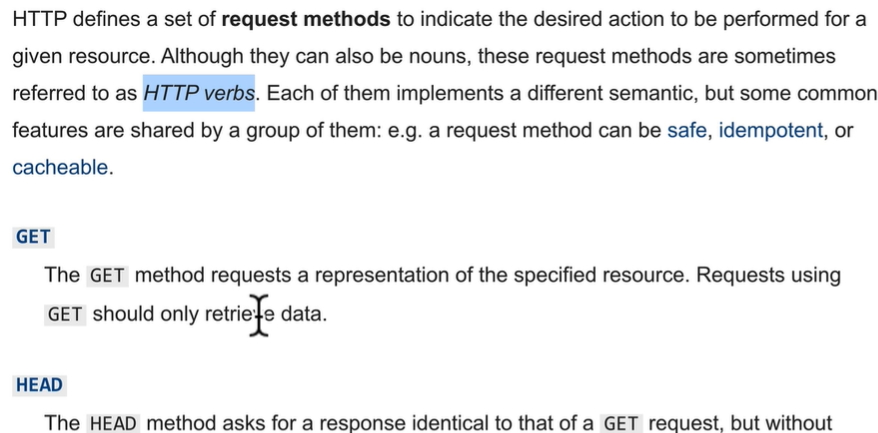 HTTP defines a set of request methods to indicate the desired action to be performed for a
given resource. Although they can also be nouns, these request methods are sometimes
referred to as HTTP verbs. Each of them implements a different semantic, but some common
features are shared by a group of them: e.g. a request method can be safe, idempotent, or
cacheable.
GET
The GET method requests a representation of the specified resource. Requests using
GET should only retrieve data.
HEAD
The HEAD method asks for a response identical to that of a GET request, but without